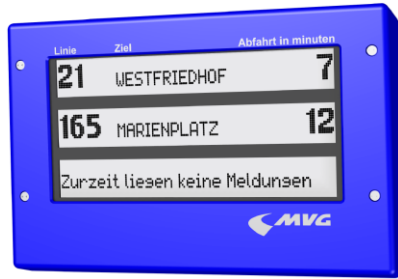 Linie Ziel Abfahrt in minuten
21 WESTFRIEDHOF 7
165 MARIENPLATZ 12
Zurzeit liegen keine Meldungen
MVG